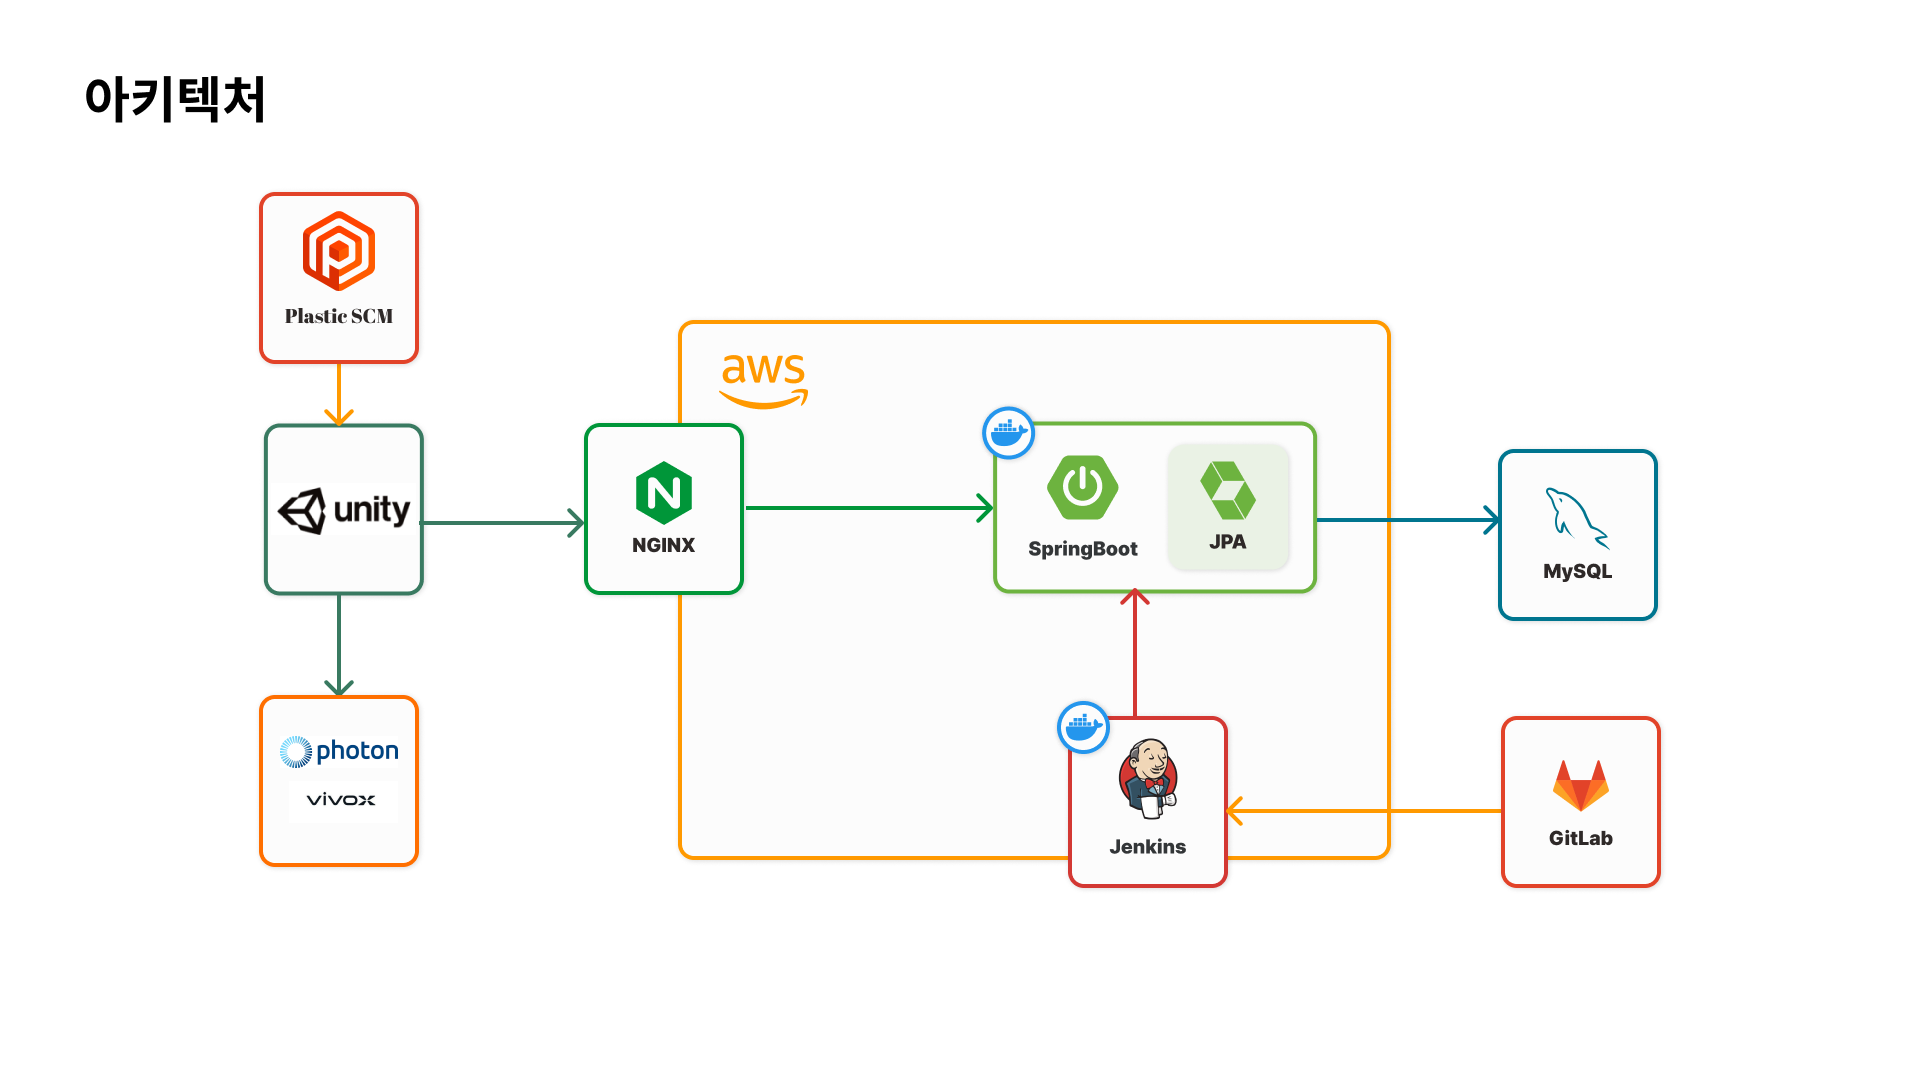 아키텍처
Plastic SCM
aws
unity
NGINX
SpringBoot
JPA
MySQL
photon
vivox
Jenkins
GitLab